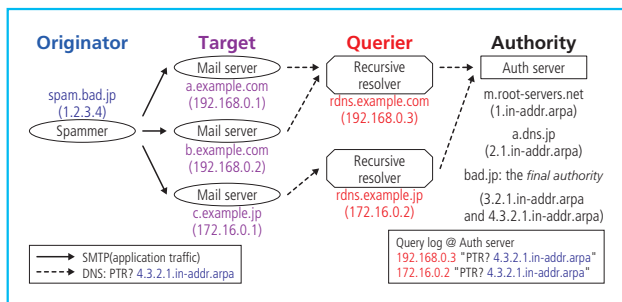 Originator
Target
Querier
Authority
spam.bad.jp
(1.2.3.4)
Spammer
Mail server
a.example.com
(192.168.0.1)
Mail server
b.example.com
(192.168.0.2)
Mail server
c.example.jp
(172.16.0.1)
Recursive
resolver
rdns.example.com
(192.168.0.3)
Recursive
resolver
rdns.example.jp
(172.16.0.2)
Auth server
m.root-servers.net
(1.in-addr.arpa)
a.dns.jp
(2.1.in-addr.arpa)
bad.jp: the final authority
(3.2.1.in-addr.arpa
and 4.3.2.1.in-addr.arpa)
SMTP(application traffic)
DNS: PTR? 4.3.2.1.in-addr.arpa
Query log @ Auth server
192.168.0.3 "PTR? 4.3.2.1.in-addr.arpa"
172.16.0.2 "PTR? 4.3.2.1.in-addr.arpa"